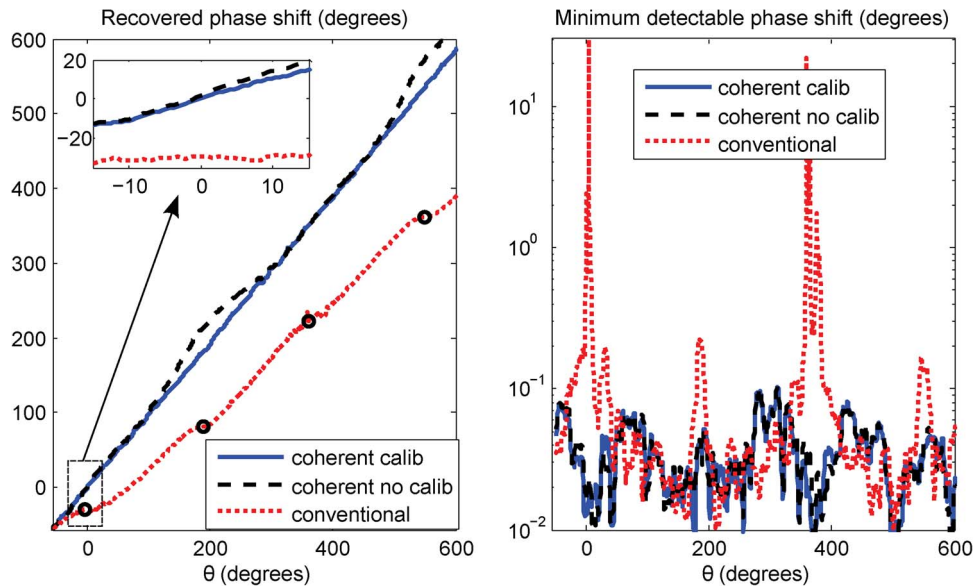 Recovered phase shift (degrees)
600
500
400
300
200
100
0
20
0
−20
−10
0
10
coherent calib
coherent no calib
conventional
0
200
400
600
θ (degrees)
Minimum detectable phase shift (degrees)
10^1
10^0
10^−1
10^−2
coherent calib
coherent no calib
conventional
0
200
400
600
θ (degrees)